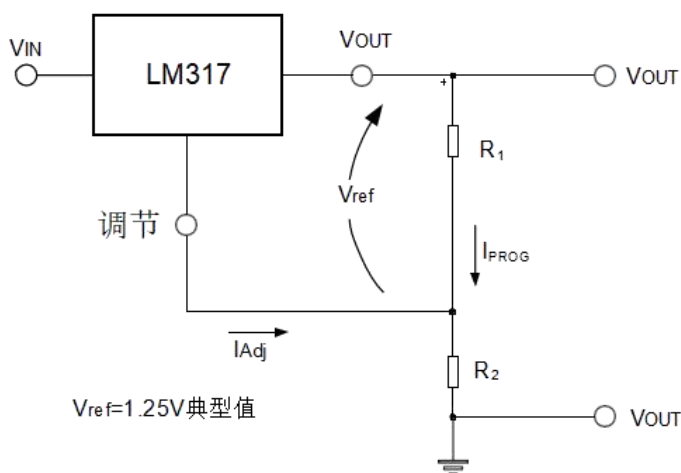 VIN
LM317
VOUT
VOUT
+
R1
Vref
调节
IPROG
IAdj
R2
Vref=1.25V典型值
VOUT